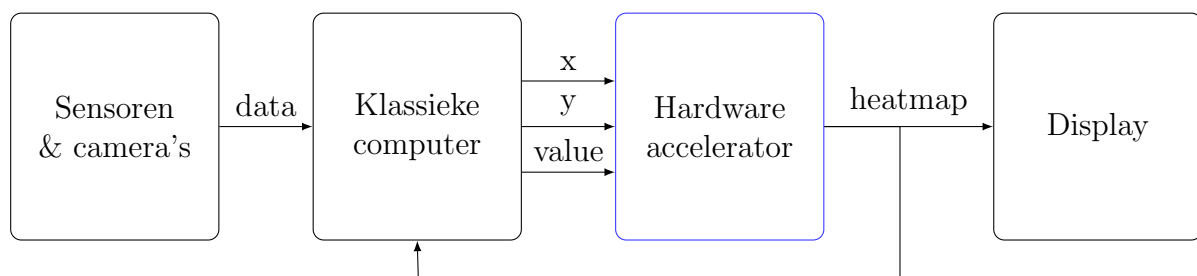 Sensoren
& camera's
data
Klassieke
computer
x
y
value
Hardware
accelerator
heatmap
Display